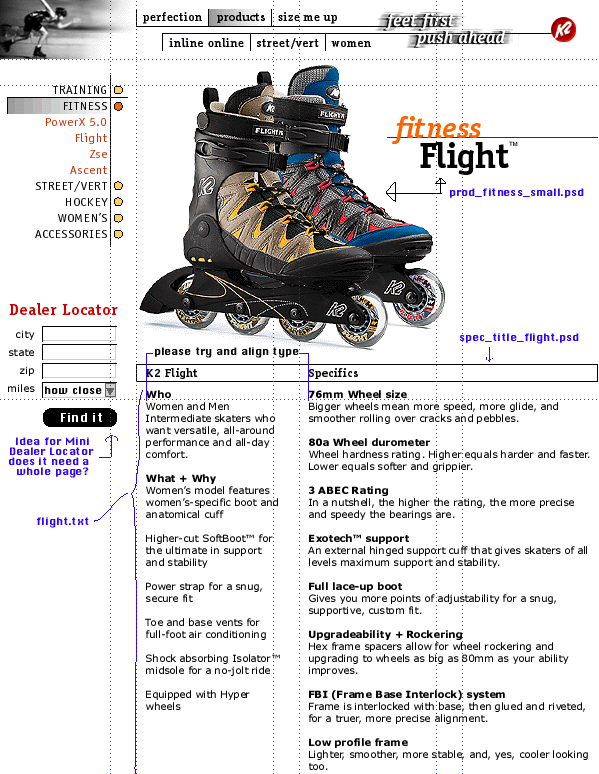 perfection products size me up
inline online street/vert women
feet first
push ahead
K2
TRAINING
FITNESS
PowerX 5.0
Flight
Zse
Ascent
STREET/VERT
HOCKEY
WOMEN'S
ACCESSORIES
fitness
Flight™
prod_fitness_small.psd
Dealer Locator
city
state
zip
miles how close
Find it
Idea for Mini
Dealer Locator
does it need a
whole page?
flight.txt
spec_title_flight.psd
please try and align type
K2 Flight
Specifics
Who
Women and Men
Intermediate skaters who
want versatile, all-around
performance and all-day
comfort.
What + Why
Women's model features
women's-specific boot and
anatomical cuff
Higher-cut SoftBoot™ for
the ultimate in support
and stability
Power strap for a snug,
secure fit
Toe and base vents for
full-foot air conditioning
Shock absorbing Isolator™
midsole for a no-jolt ride
Equipped with Hyper
wheels
76mm Wheel size
Bigger wheels mean more speed, more glide, and
smoother rolling over cracks and pebbles.
80a Wheel durometer
Wheel hardness rating. Higher equals harder and faster.
Lower equals softer and grippier.
3 ABEC Rating
In a nutshell, the higher the rating, the more precise
and speedy the bearings are.
Exotech™ support
An external hinged support cuff that gives skaters of all
levels maximum support and stability.
Full lace-up boot
Gives you more points of adjustability for a snug,
supportive, custom fit.
Upgradeability + Rockering
Hex frame spacers allow for wheel rockering and
upgrading to wheels as big as 80mm as your ability
improves.
FBI (Frame Base Interlock) system
Frame is interlocked with base, then glued and riveted,
for a truer, more precise alignment.
Low profile frame
Lighter, smoother, more stable, and, yes, cooler looking
too.